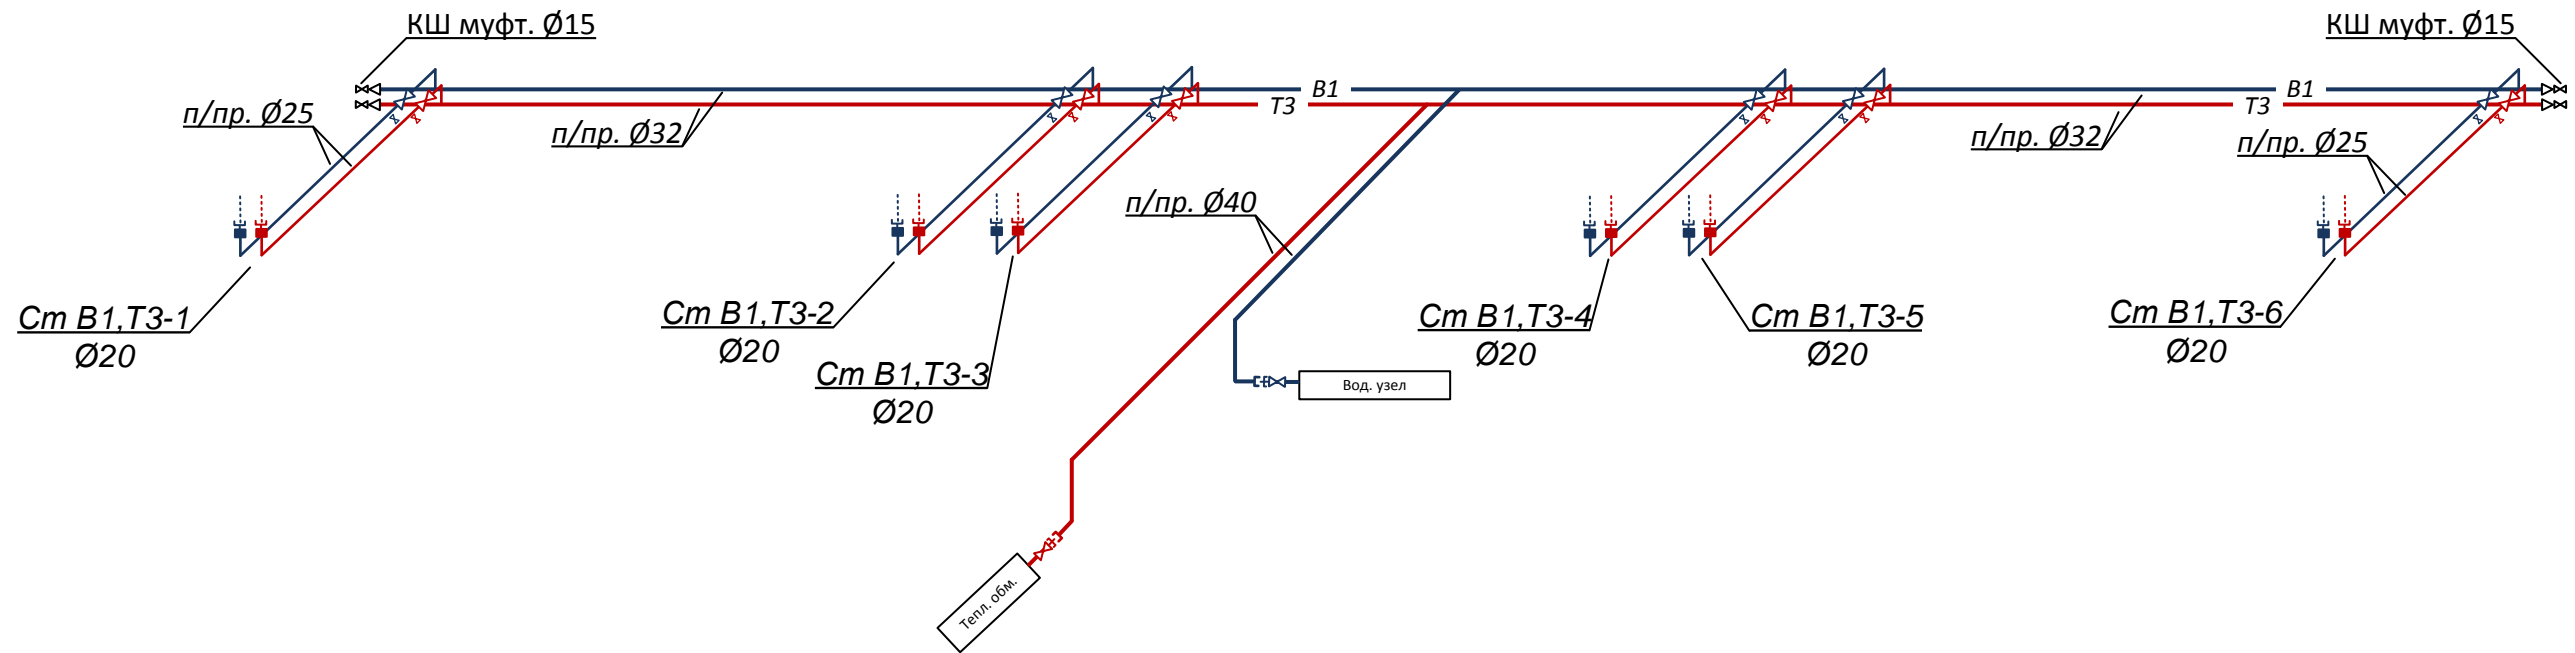 КШ муфт. Ø15
КШ муфт. Ø15
В1
Т3
В1
Т3
п/пр. Ø25
п/пр. Ø32
п/пр. Ø32
п/пр. Ø25
п/пр. Ø40
Ст В1,Т3-1
Ø20
Ст В1,Т3-2
Ø20
Ст В1,Т3-3
Ø20
Ст В1,Т3-4
Ø20
Ст В1,Т3-5
Ø20
Ст В1,Т3-6
Ø20
Вод. узел
Тепл. обм.